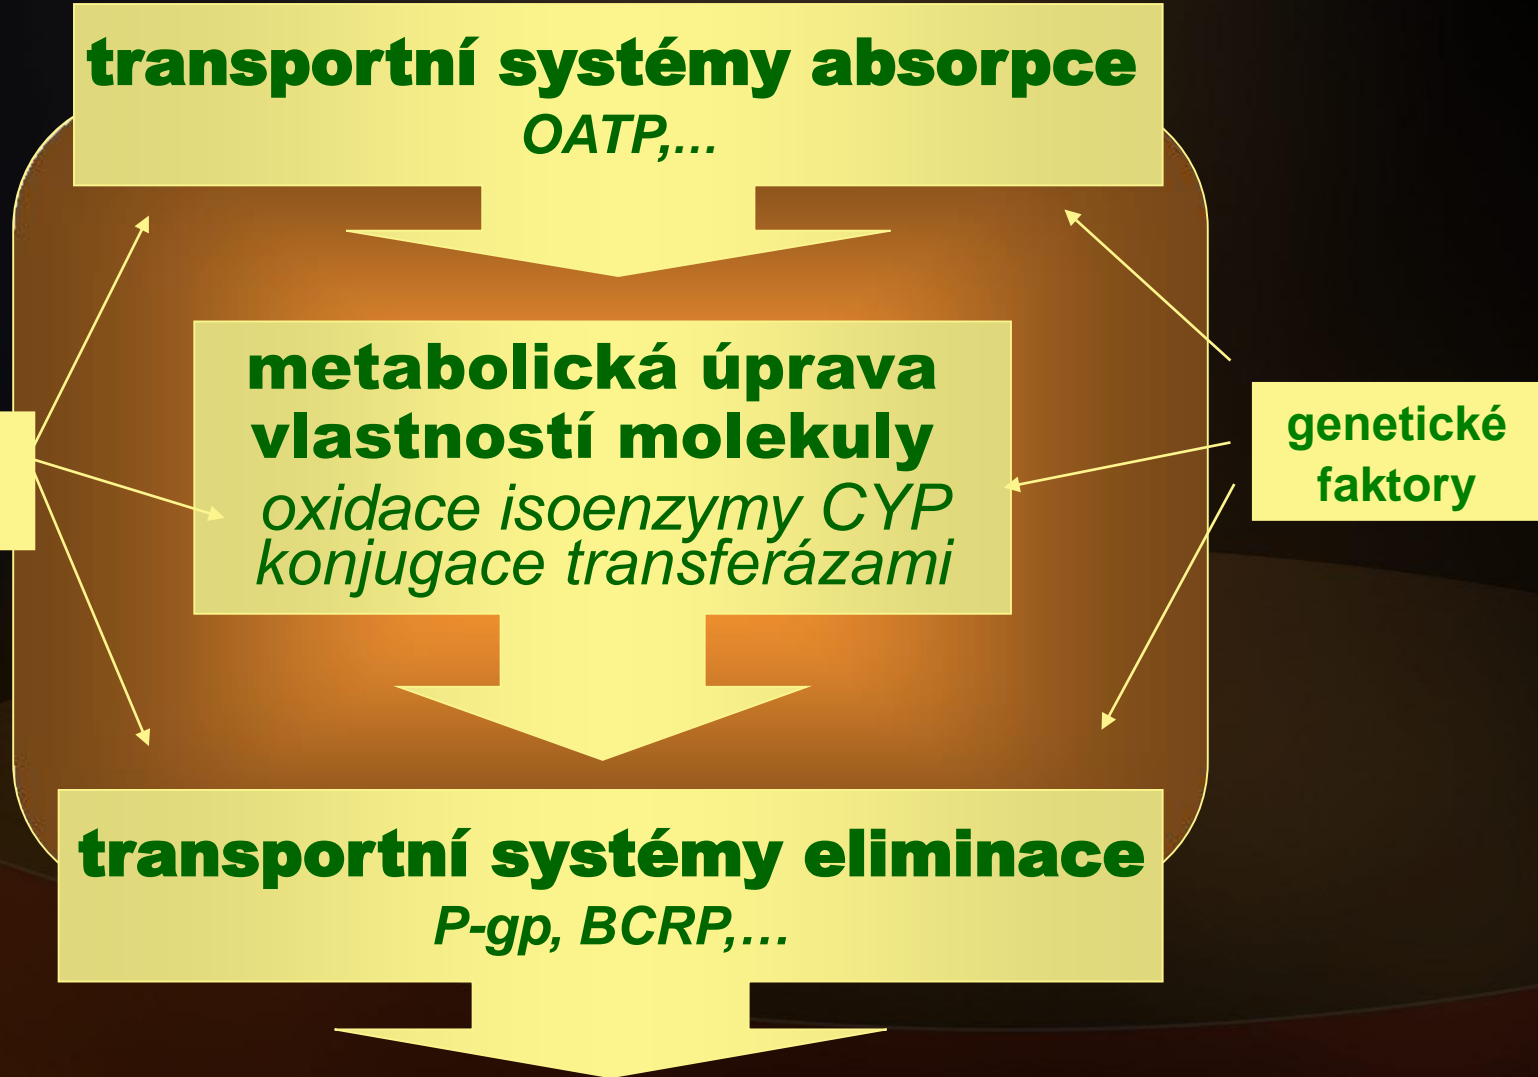 transportní systémy absorpce
OATP,…
metabolická úprava
vlastností molekuly
oxidace isoenzymy CYP
konjugace transferázami
genetické
faktory
transportní systémy eliminace
P-gp, BCRP,…